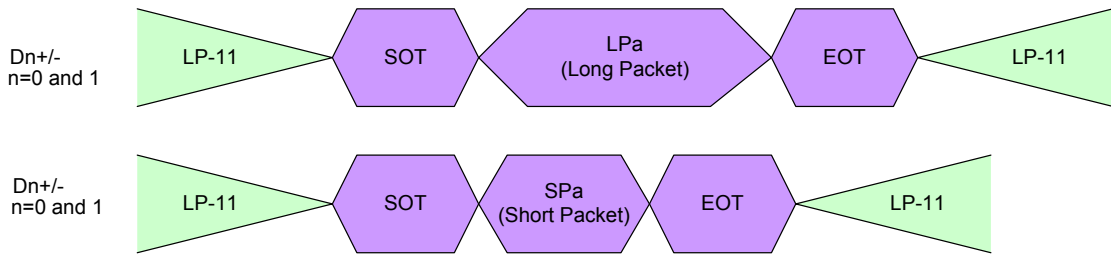 Dn+/-
n=0 and 1
LP-11
SOT
LPa
(Long Packet)
EOT
LP-11
Dn+/-
n=0 and 1
LP-11
SOT
SPa
(Short Packet)
EOT
LP-11